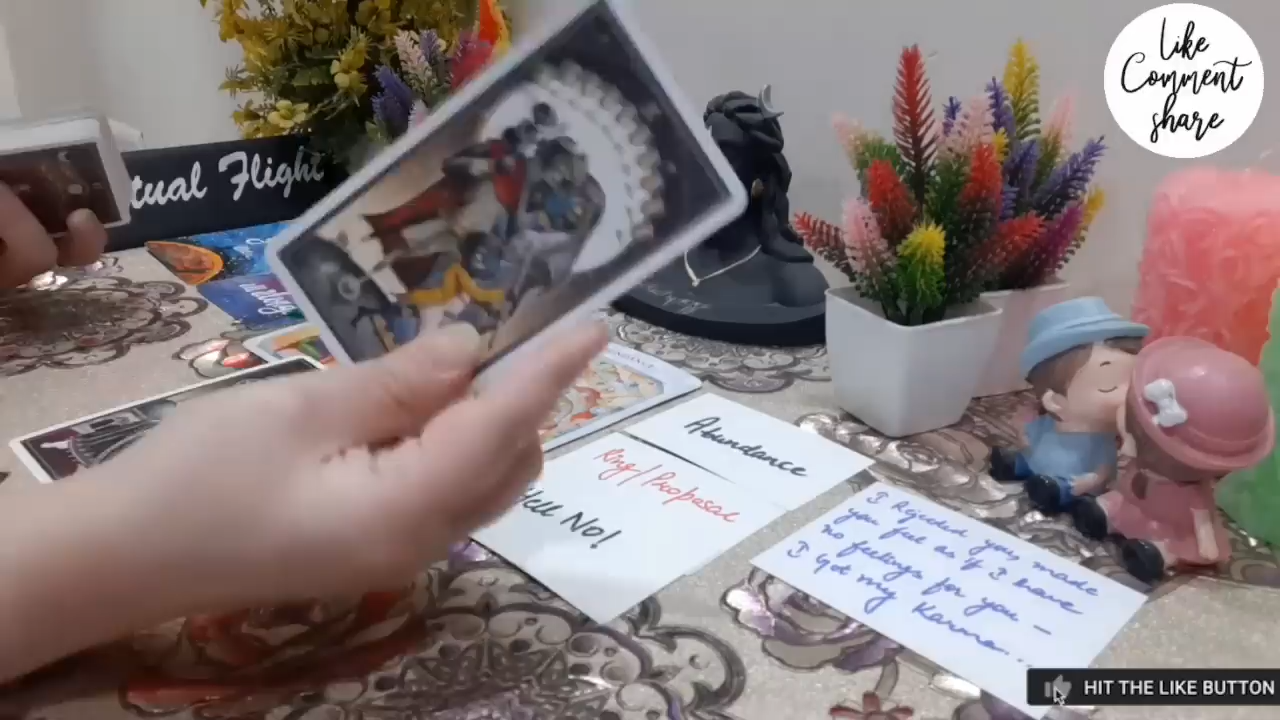 like
Comment
share
tual Flight
Abundance
Ring/Proposal
Hell No!
I Rejected you, made
you feel as if I have
no feelings for you –
I Got my Karma...
HIT THE LIKE BUTTON